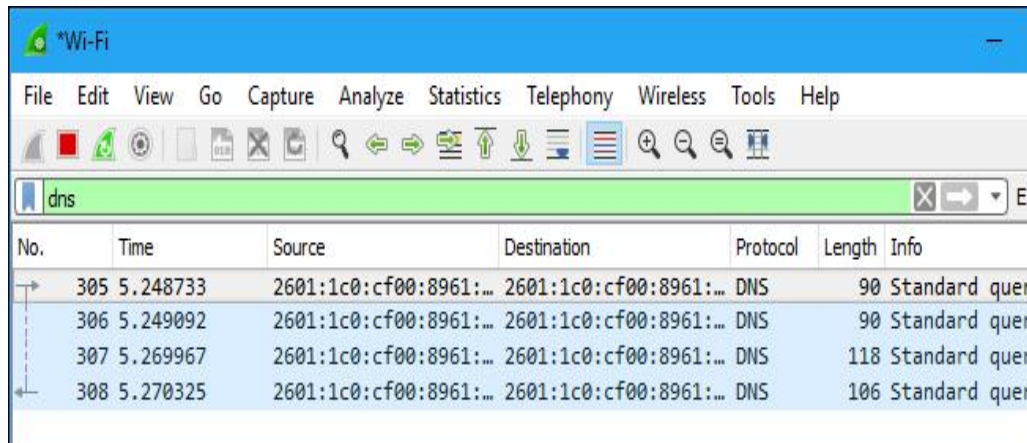 *Wi-Fi
File Edit View Go Capture Analyze Statistics Telephony Wireless Tools Help
dns
No. Time Source Destination Protocol Length Info
305 5.248733 2601:1c0:cf00:8961:… 2601:1c0:cf00:8961:… DNS 90 Standard quer
306 5.249092 2601:1c0:cf00:8961:… 2601:1c0:cf00:8961:… DNS 90 Standard quer
307 5.269967 2601:1c0:cf00:8961:… 2601:1c0:cf00:8961:… DNS 118 Standard quer
308 5.270325 2601:1c0:cf00:8961:… 2601:1c0:cf00:8961:… DNS 106 Standard quer